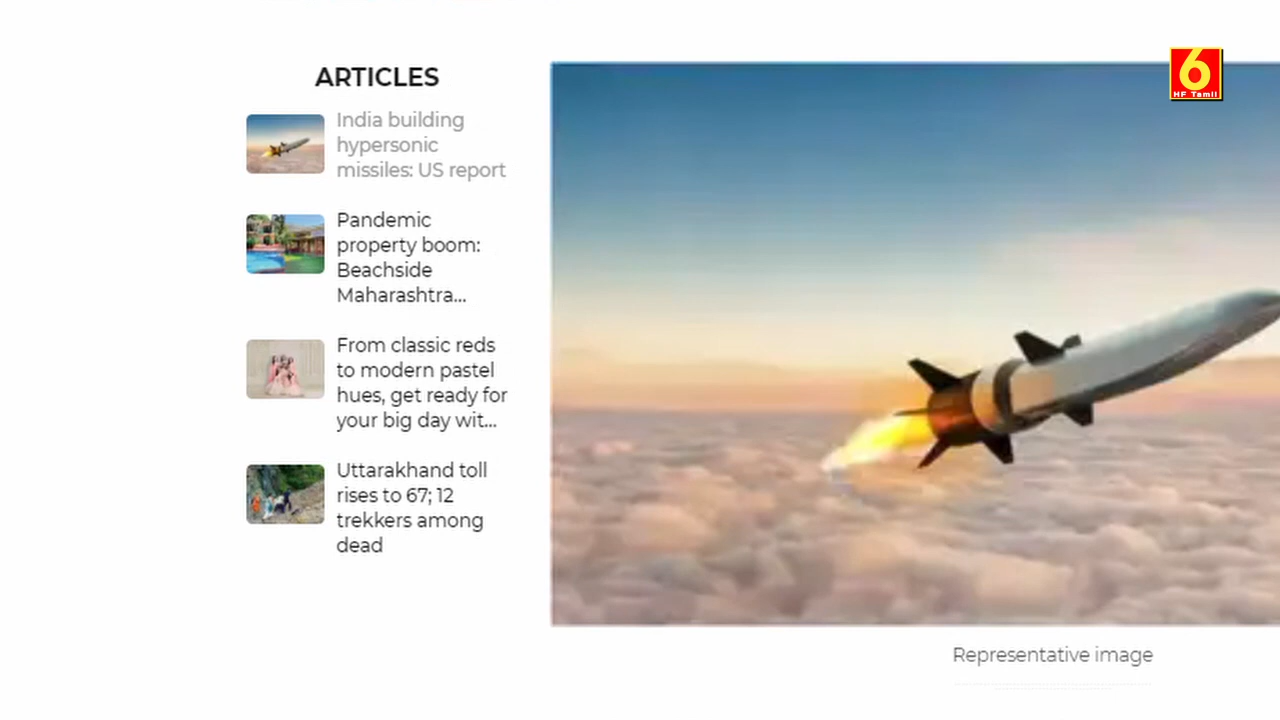 ARTICLES
India building
hypersonic
missiles: US report
Pandemic
property boom:
Beachside
Maharashtra...
From classic reds
to modern pastel
hues, get ready for
your big day wit...
Uttarakhand toll
rises to 67; 12
trekkers among
dead
6
HF Tamil
Representative image